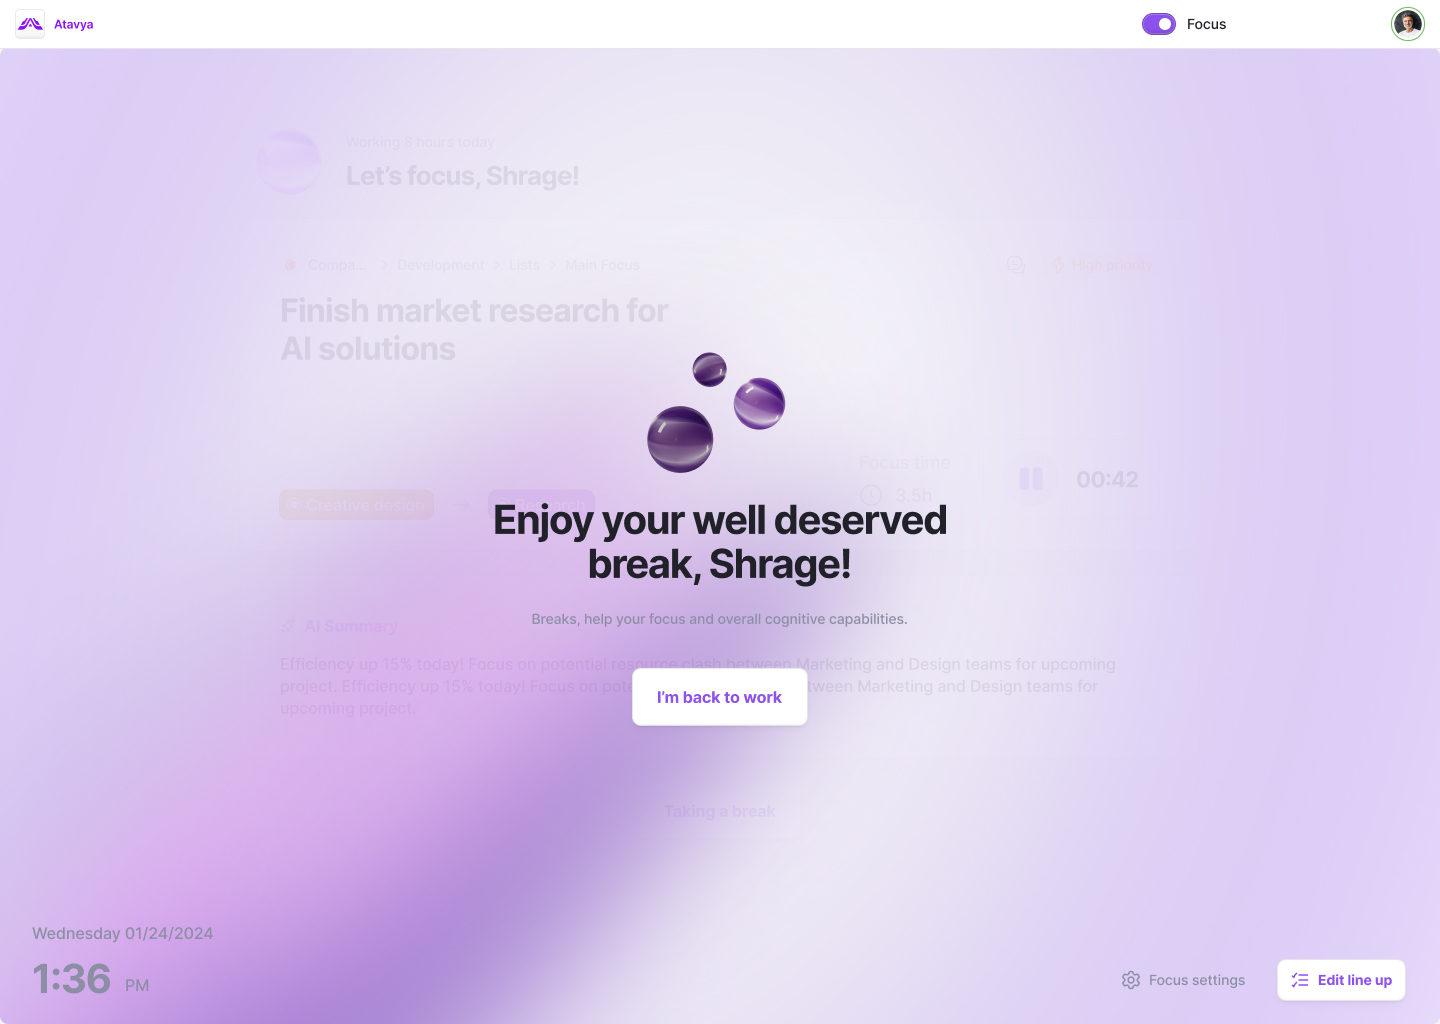 Atavya
Focus
Working 8 hours today
Let's focus, Shrage!
Compa... > Development > Lists > Main Focus
High priority
Finish market research for
AI solutions
Focus time
00:42
3.5h
Creative design
Research
Enjoy your well deserved
break, Shrage!
Breaks, help your focus and overall cognitive capabilities.
AI Summary
Efficiency up 15% today! Focus on potential resource clash between Marketing and Design teams for upcoming
project. Efficiency up 15% today! Focus on pote
tween Marketing and Design teams for
upcoming project.
I'm back to work
Taking a break
Wednesday 01/24/2024
1:36 PM
Focus settings
Edit line up